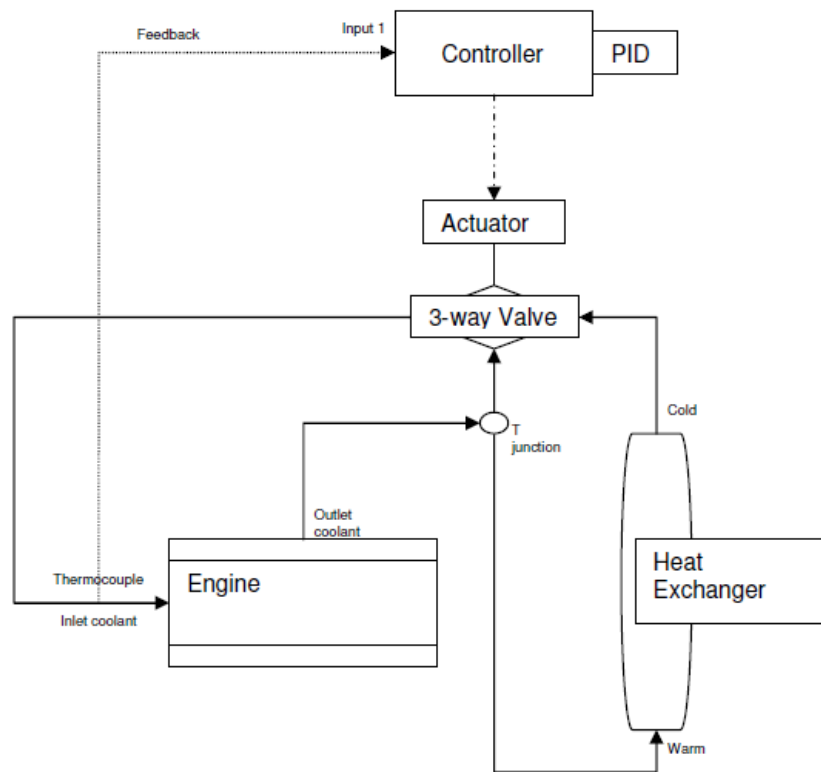 Feedback
Input 1
Controller
PID
Actuator
3-way Valve
Cold
T
junction
Outlet
coolant
Engine
Heat
Exchanger
Thermocouple
Inlet coolant
Warm